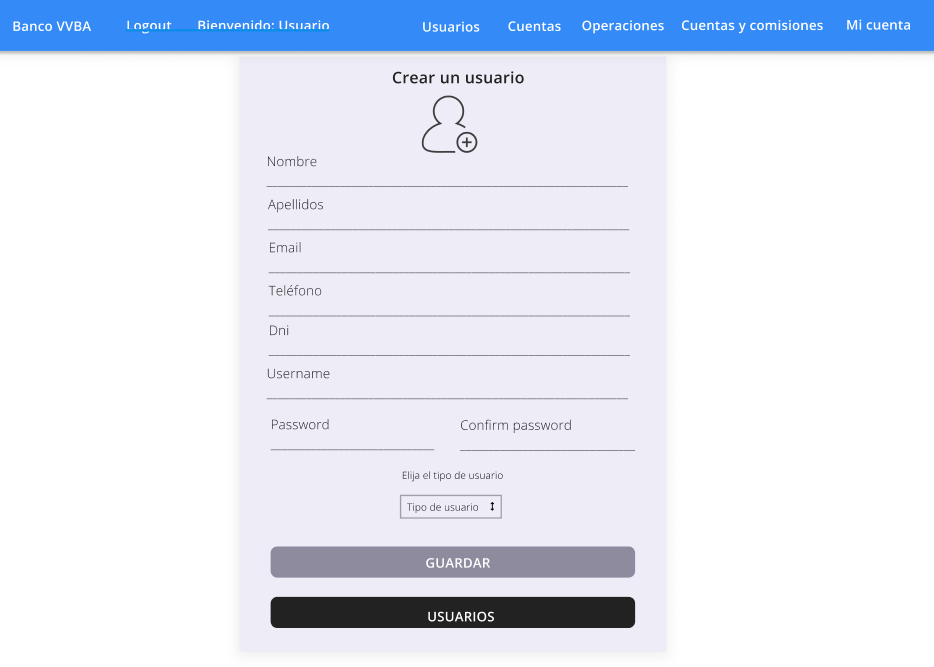 Banco VVBA Logout Bienvenido: Usuario Usuarios Cuentas Operaciones Cuentas y comisiones Mi cuenta
Crear un usuario
Nombre
Apellidos
Email
Teléfono
Dni
Username
Password Confirm password
Elija el tipo de usuario
Tipo de usuario
GUARDAR
USUARIOS